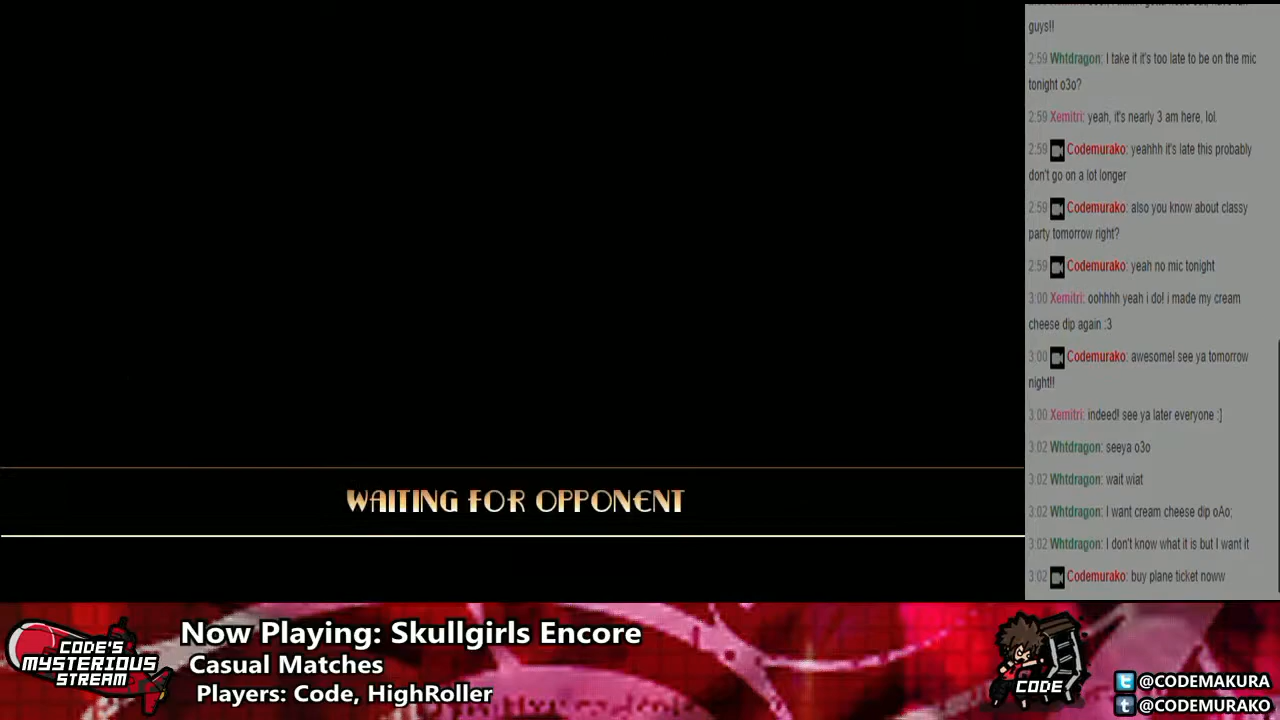 guys!!
2:59 Whtdragon: I take it it's too late to be on the mic
tonight o3o?
2:59 Xemitri: yeah, it's nearly 3 am here, lol.
2:59 Codemurako: yeahhh it's late this probably
don't go on a lot longer
2:59 Codemurako: also you know about classy
party tomorrow right?
2:59 Codemurako: yeah no mic tonight
3:00 Xemitri: oohhhh yeah i do! i made my cream
cheese dip again :3
3:00 Codemurako: awesome! see ya tomorrow
night!!
3:00 Xemitri: indeed! see ya later everyone :]
3:02 Whtdragon: seeya o3o
3:02 Whtdragon: wait wiat
3:02 Whtdragon: I want cream cheese dip oAo;
3:02 Whtdragon: I don't know what it is but I want it
3:02 Codemurako: buy plane ticket noww
WAITING FOR OPPONENT
CODE'S
MYSTERIOUS
STREAM
Now Playing: Skullgirls Encore
Casual Matches
Players: Code, HighRoller
CODE
@CODEMAKURA
@CODEMURAKO